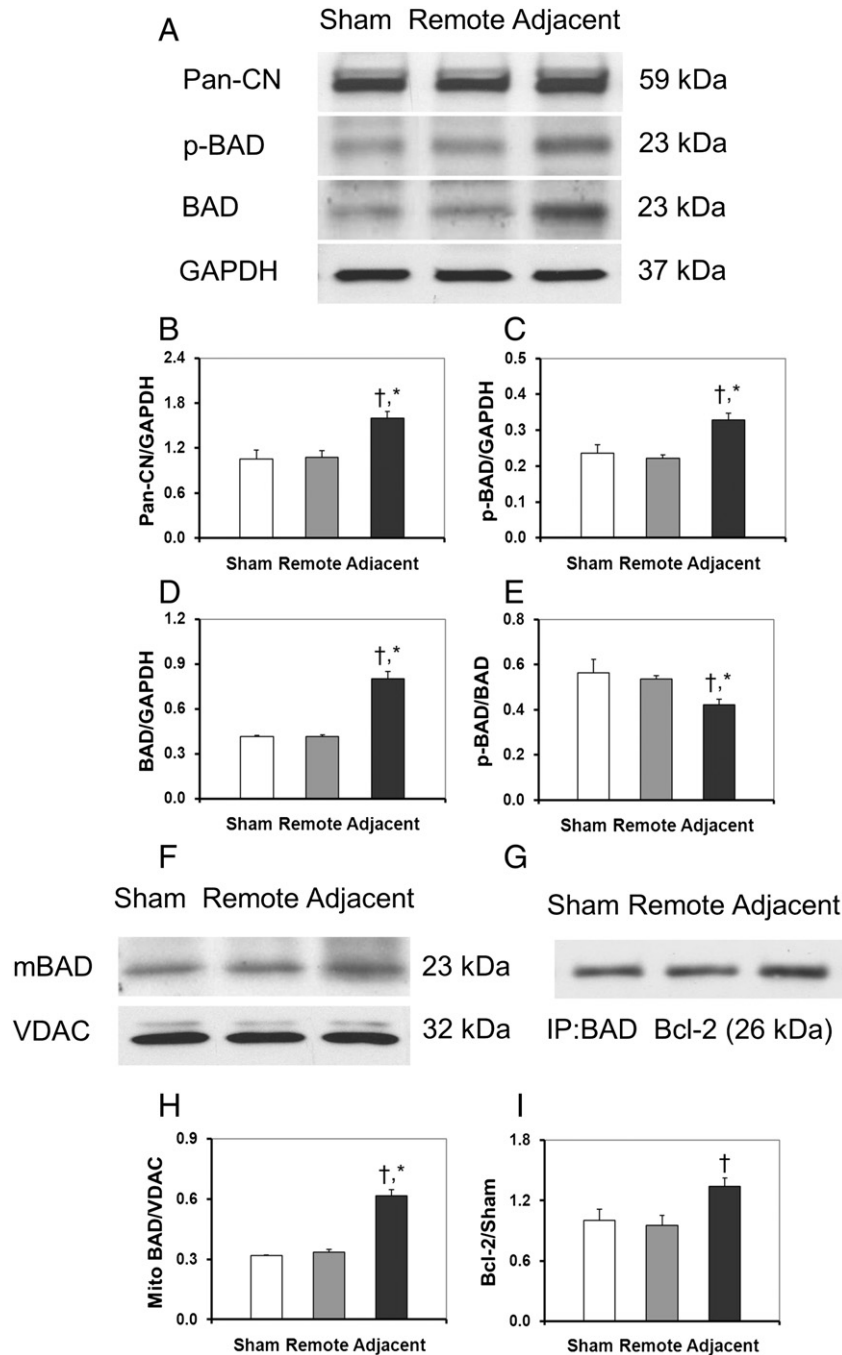 A
Sham Remote Adjacent
Pan-CN 59 kDa
p-BAD 23 kDa
BAD 23 kDa
GAPDH 37 kDa
B
Pan-CN/GAPDH
2.4
1.8
1.2
0.6
0.0
†,*
Sham Remote Adjacent
C
p-BAD/GAPDH
0.5
0.4
0.3
0.2
0.1
0.0
†,*
Sham Remote Adjacent
D
BAD/GAPDH
1.2
0.9
0.6
0.3
0.0
†,*
Sham Remote Adjacent
E
p-BAD/BAD
0.8
0.6
0.4
0.2
0.0
†,*
Sham Remote Adjacent
F
Sham Remote Adjacent
mBAD 23 kDa
VDAC 32 kDa
G
Sham Remote Adjacent
IP:BAD Bcl-2 (26 kDa)
H
Mito BAD/VDAC
0.9
0.6
0.3
0.0
†,*
Sham Remote Adjacent
I
Bcl-2/Sham
1.8
1.2
0.6
0.0
†
Sham Remote Adjacent